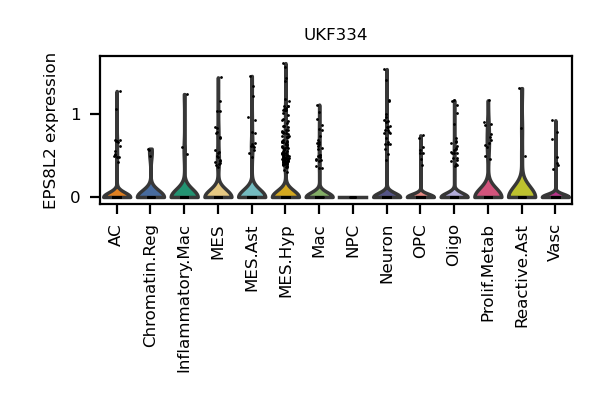 UKF334
EPS8L2 expression
1
0
AC
Chromatin.Reg
Inflammatory.Mac
MES
MES.Ast
MES.Hyp
Mac
NPC
Neuron
OPC
Oligo
Prolif.Metab
Reactive.Ast
Vasc